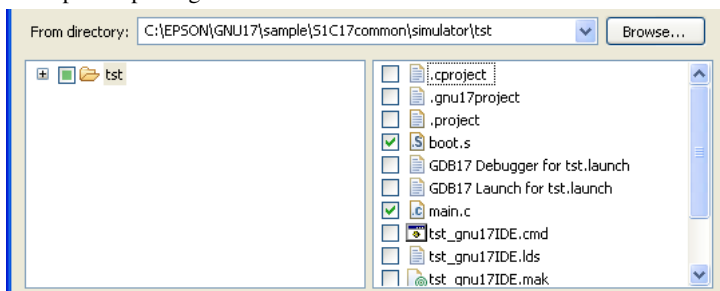 From directory: C:\EPSON\GNU17\sample\S1C17common\simulator\tst Browse...
tst
.cproject
.gnu17project
.project
boot.s
GDB17 Debugger for tst.launch
GDB17 Launch for tst.launch
main.c
tst_gnu17IDE.cmd
tst_gnu17IDE.lds
tst_gnu17IDE.mak